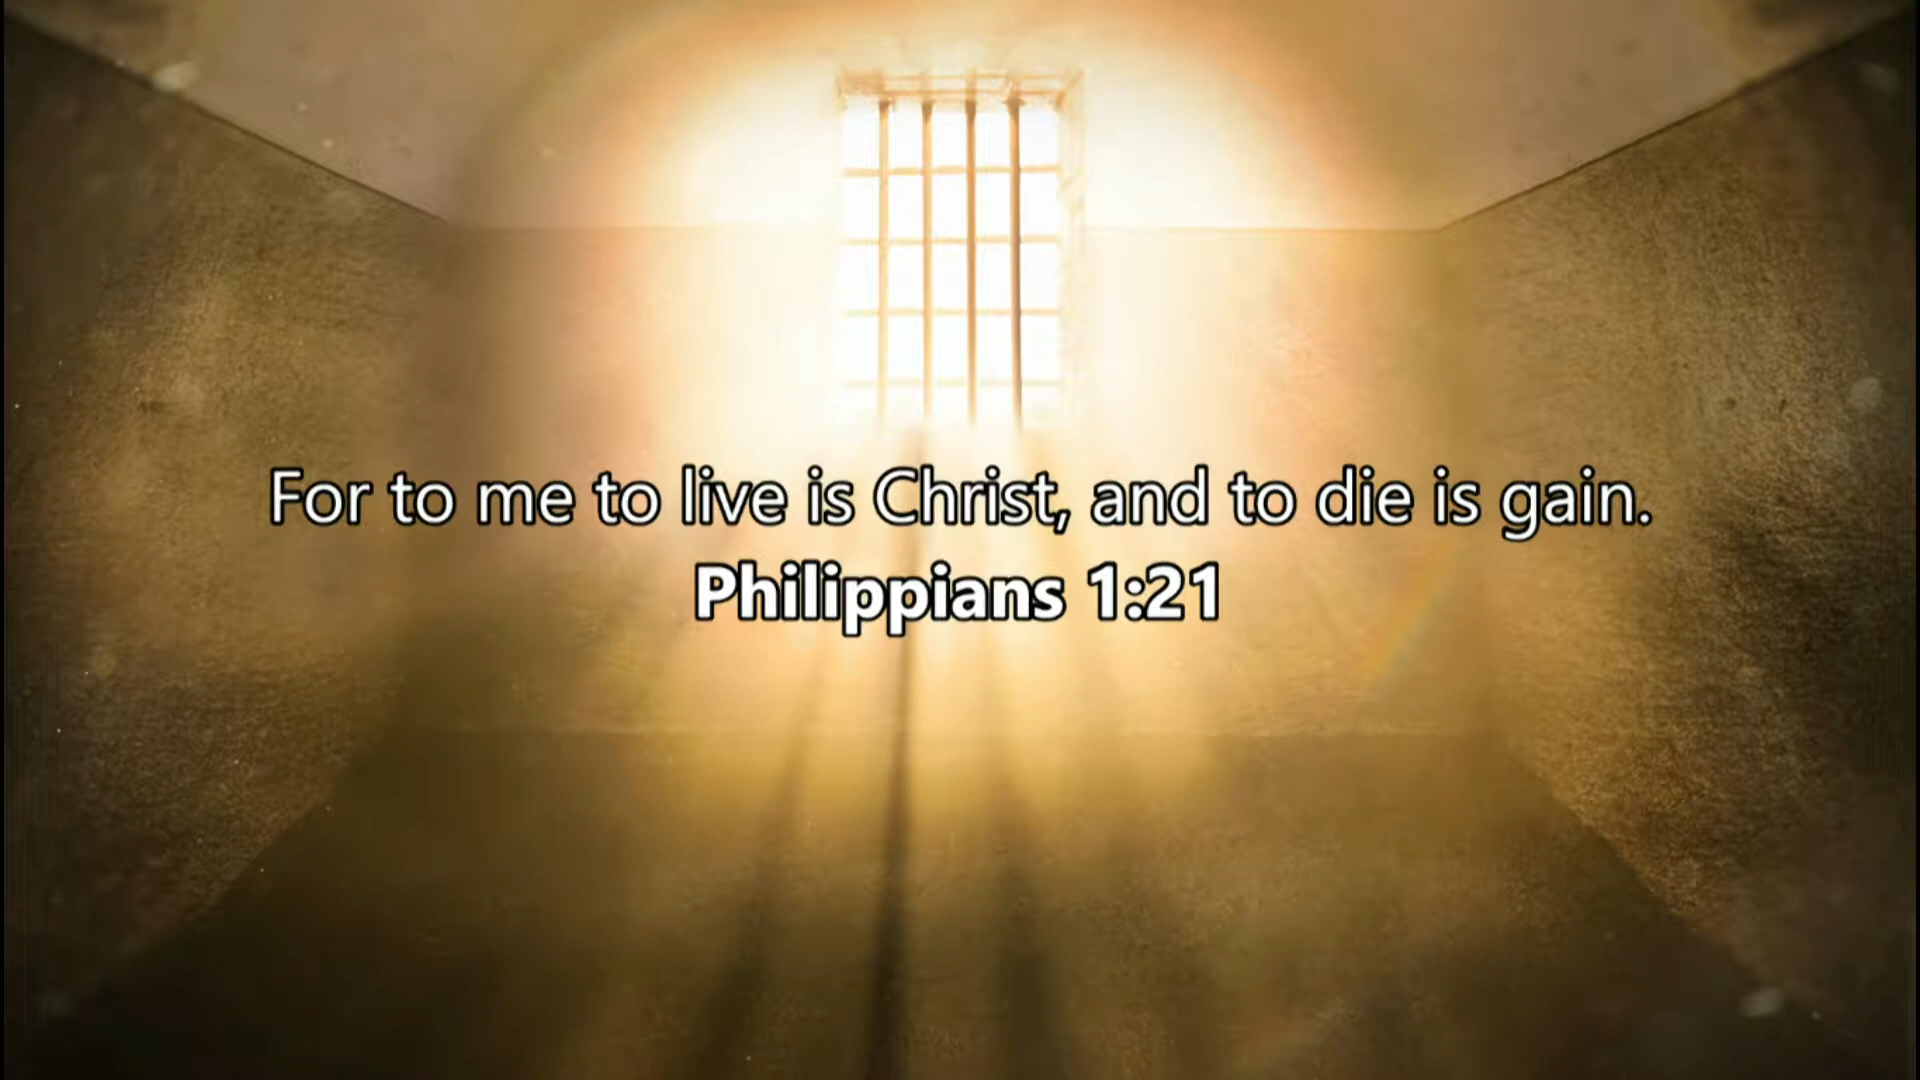 For to me to live is Christ, and to die is gain.
Philippians 1:21